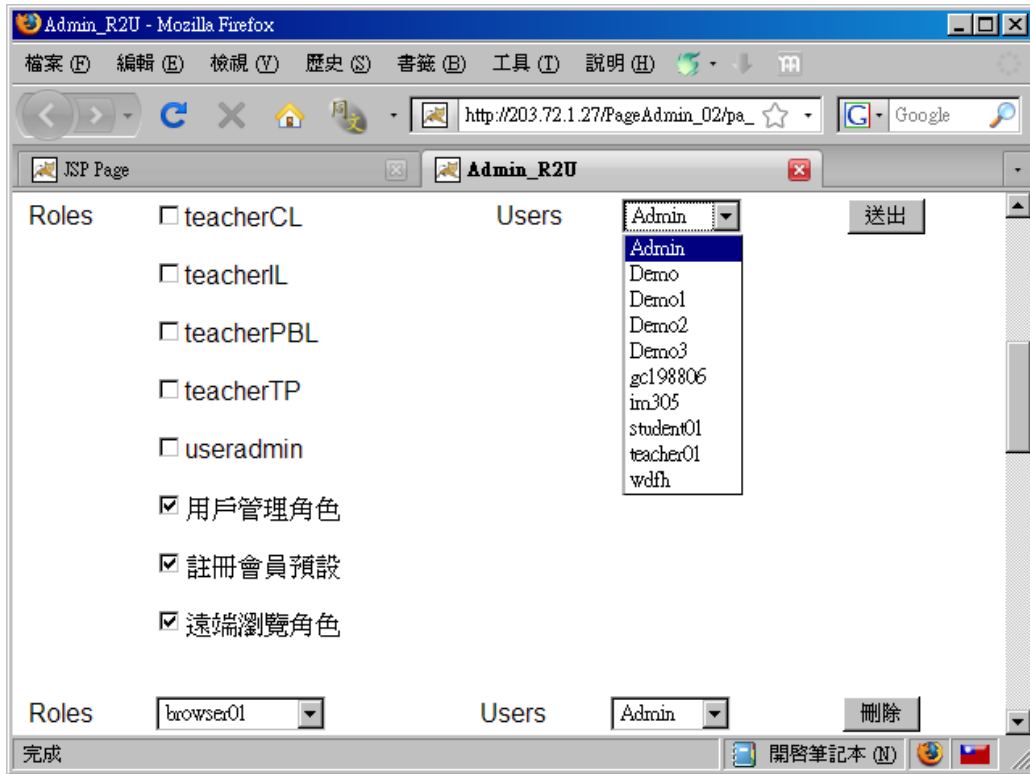 Admin_R2U - Mozilla Firefox
檔案 (F) 編輯 (E) 檢視 (V) 歷史 (S) 書籤 (B) 工具 (T) 說明 (H)
http://203.72.1.27/PageAdmin_02/pa_ Google
JSP Page Admin_R2U
Roles teacherCL Users Admin 送出
Admin
teacherIL Demo
Demo1
Demo2
teacherPBL
Demo3
gc198806
teacherTP
im305
student01
useradmin teacher01
wdfh
用戶管理角色
註冊會員預設
遠端瀏覽角色
Roles browser01 Users Admin 刪除
完成 開啓筆記本 (N)